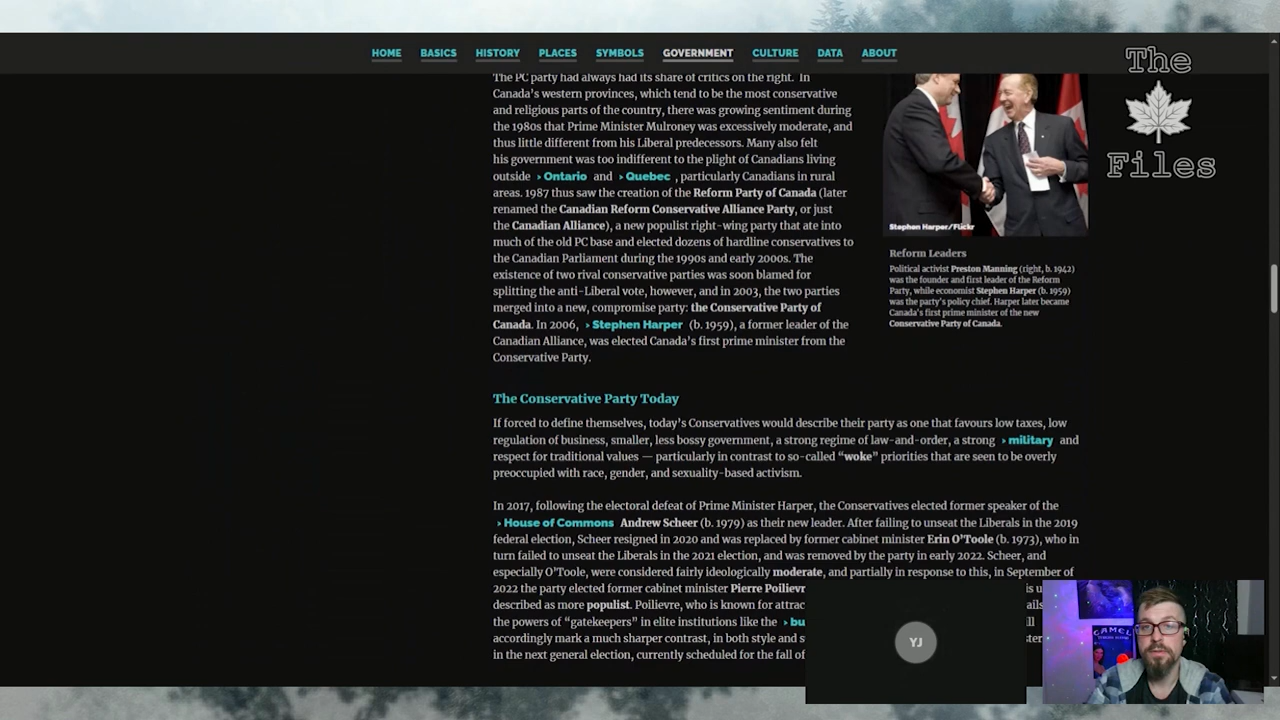 HOME BASICS HISTORY PLACES SYMBOLS GOVERNMENT CULTURE DATA ABOUT
The
Files
The PC party had always had its share of critics on the right. In
Canada's western provinces, which tend to be the most conservative
and religious parts of the country, there was growing sentiment during
the 1980s that Prime Minister Mulroney was excessively moderate, and
thus little different from his Liberal predecessors. Many also felt
his government was too indifferent to the plight of Canadians living
outside › Ontario and › Quebec , particularly Canadians in rural
areas. 1987 thus saw the creation of the Reform Party of Canada (later
renamed the Canadian Reform Conservative Alliance Party, or just
the Canadian Alliance), a new populist right-wing party that ate into
much of the old PC base and elected dozens of hardline conservatives to
the Canadian Parliament during the 1990s and early 2000s. The
existence of two rival conservative parties was soon blamed for
splitting the anti-Liberal vote, however, and in 2003, the two parties
merged into a new, compromise party: the Conservative Party of
Canada. In 2006, › Stephen Harper (b. 1959), a former leader of the
Canadian Alliance, was elected Canada's first prime minister from the
Conservative Party.
Stephen Harper/Flickr
Reform Leaders
Political activist Preston Manning (right, b. 1942)
was the founder and first leader of the Reform
Party, while economist Stephen Harper (b. 1959)
was the party's policy chief. Harper later became
Canada's first prime minister of the new
Conservative Party of Canada.
The Conservative Party Today
If forced to define themselves, today's Conservatives would describe their party as one that favours low taxes, low
regulation of business, smaller, less bossy government, a strong regime of law-and-order, a strong › military and
respect for traditional values — particularly in contrast to so-called "woke" priorities that are seen to be overly
preoccupied with race, gender, and sexuality-based activism.
In 2017, following the electoral defeat of Prime Minister Harper, the Conservatives elected former speaker of the
› House of Commons Andrew Scheer (b. 1979) as their new leader. After failing to unseat the Liberals in the 2019
federal election, Scheer resigned in 2020 and was replaced by former cabinet minister Erin O'Toole (b. 1973), who in
turn failed to unseat the Liberals in the 2021 election, and was removed by the party in early 2022. Scheer, and
especially O'Toole, were considered fairly ideologically moderate, and partially in response to this, in September of
2022 the party elected former cabinet minister Pierre Poilievr
described as more populist. Poilievre, who is known for attac
the powers of "gatekeepers" in elite institutions like the › bu
accordingly mark a much sharper contrast, in both style and s
in the next general election, currently scheduled for the fall of
YJ
CAMEL